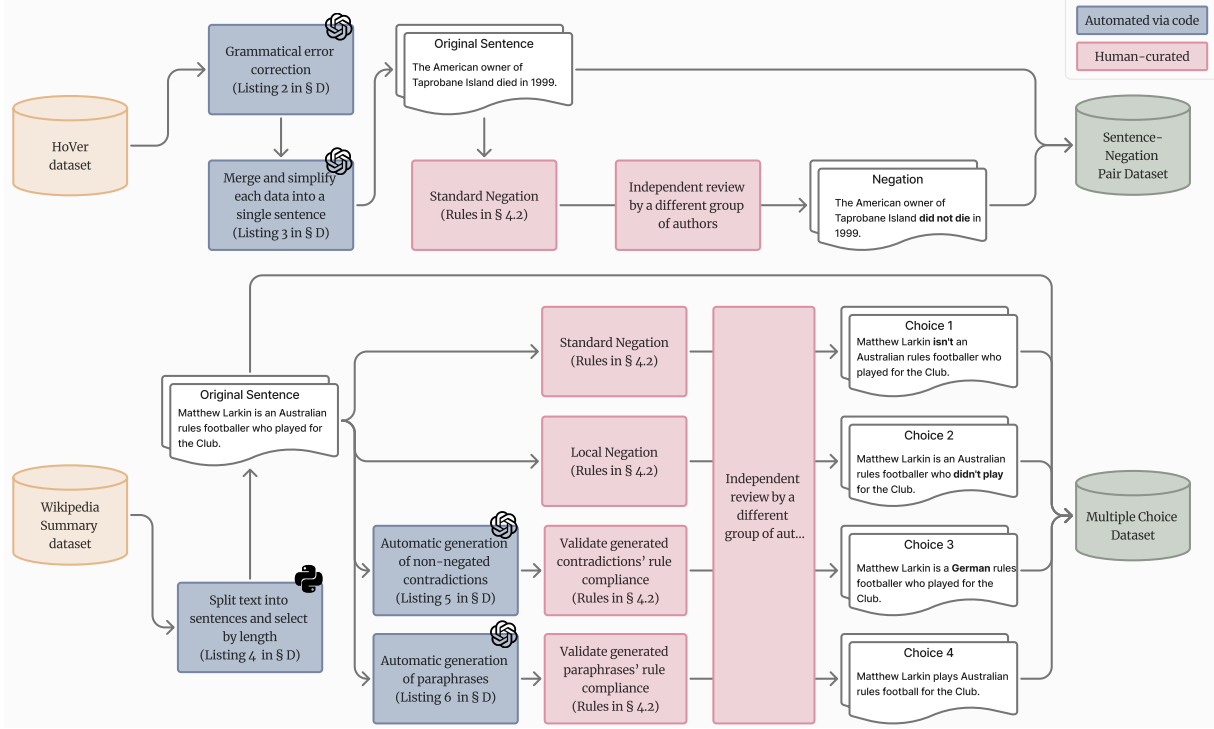 Automated via code
Human-curated
HoVer
dataset
Grammatical error
correction
(Listing 2 in § D)
Merge and simplify
each data into a
single sentence
(Listing 3 in § D)
Original Sentence
The American owner of
Taprobane Island died in 1999.
Standard Negation
(Rules in § 4.2)
Independent review
by a different group
of authors
Negation
The American owner of
Taprobane Island did not die in
1999.
Sentence-
Negation
Pair Dataset
Wikipedia
Summary
dataset
Split text into
sentences and select
by length
(Listing 4 in § D)
Original Sentence
Matthew Larkin is an Australian
rules footballer who played for
the Club.
Standard Negation
(Rules in § 4.2)
Local Negation
(Rules in § 4.2)
Automatic generation
of non-negated
contradictions
(Listing 5 in § D)
Validate generated
contradictions' rule
compliance
(Rules in § 4.2)
Automatic generation
of paraphrases
(Listing 6 in § D)
Validate generated
paraphrases' rule
compliance
(Rules in § 4.2)
Independent
review by a
different
group of aut...
Choice 1
Matthew Larkin isn't an
Australian rules footballer who
played for the Club.
Choice 2
Matthew Larkin is an Australian
rules footballer who didn't play
for the Club.
Choice 3
Matthew Larkin is a German rules
footballer who played for the
Club.
Choice 4
Matthew Larkin plays Australian
rules football for the Club.
Multiple Choice
Dataset